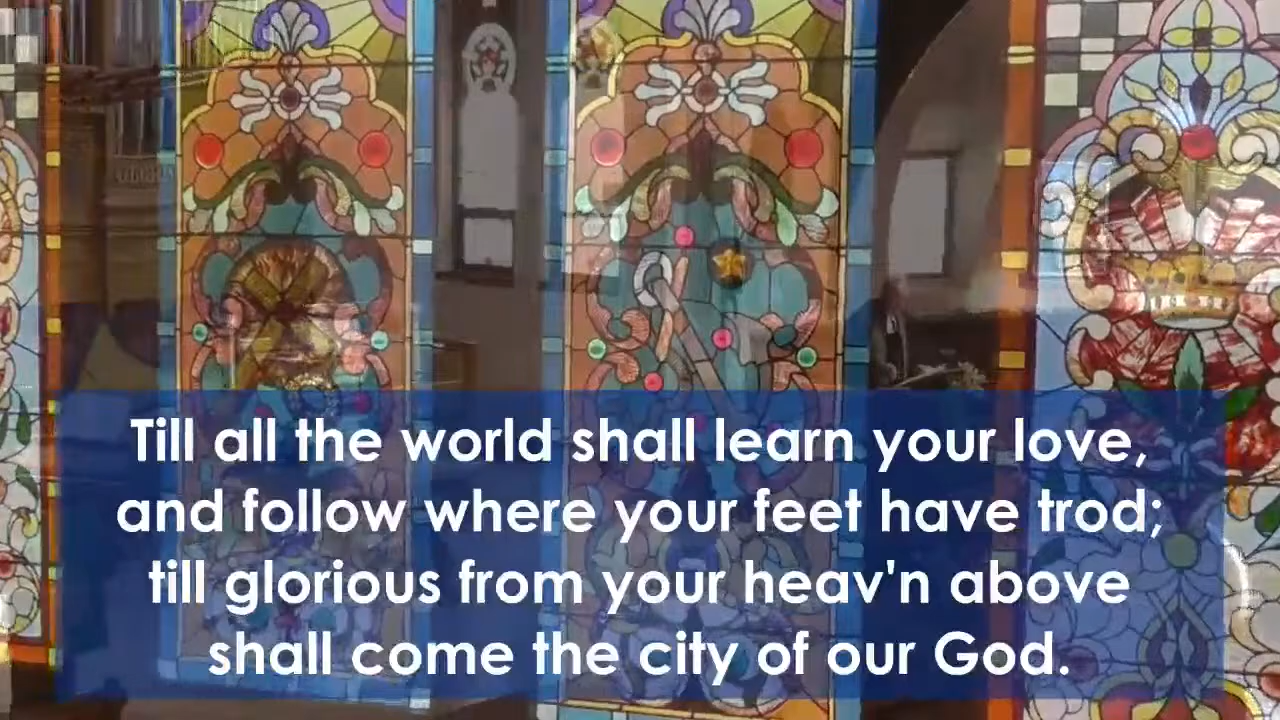 Till all the world shall learn your love,
and follow where your feet have trod;
till glorious from your heav'n above
shall come the city of our God.